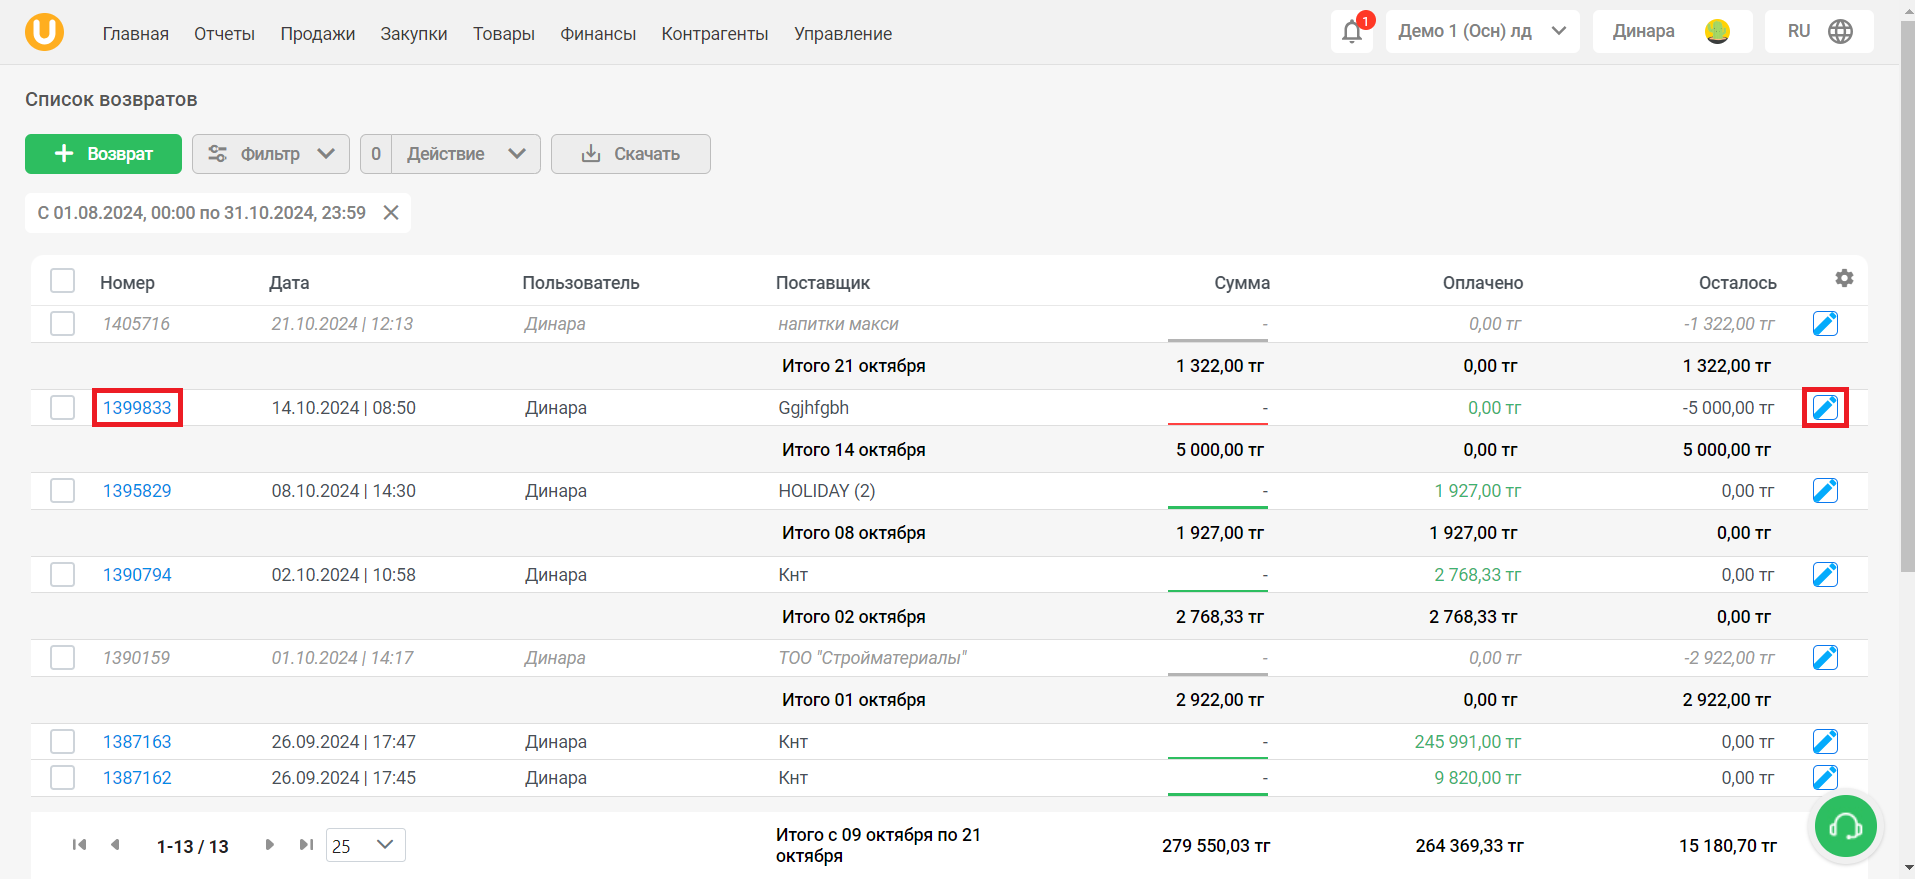 Главная Отчеты Продажи Закупки Товары Финансы Контрагенты Управление 1 Демо 1 (Осн) лд Динара RU
Список возвратов
Возврат Фильтр 0 Действие Скачать
С 01.08.2024, 00:00 по 31.10.2024, 23:59
Номер Дата Пользователь Поставщик Сумма Оплачено Осталось
1405716 21.10.2024 | 12:13 Динара напитки макси - 0,00 тг -1 322,00 тг
Итого 21 октября 1 322,00 тг 0,00 тг 1 322,00 тг
1399833 14.10.2024 | 08:50 Динара Ggjhfgbh - 0,00 тг -5 000,00 тг
Итого 14 октября 5 000,00 тг 0,00 тг 5 000,00 тг
1395829 08.10.2024 | 14:30 Динара HOLIDAY (2) - 1 927,00 тг 0,00 тг
Итого 08 октября 1 927,00 тг 1 927,00 тг 0,00 тг
1390794 02.10.2024 | 10:58 Динара Кнт - 2 768,33 тг 0,00 тг
Итого 02 октября 2 768,33 тг 2 768,33 тг 0,00 тг
1390159 01.10.2024 | 14:17 Динара ТОО "Стройматериалы" - 0,00 тг -2 922,00 тг
Итого 01 октября 2 922,00 тг 0,00 тг 2 922,00 тг
1387163 26.09.2024 | 17:47 Динара Кнт - 245 991,00 тг 0,00 тг
1387162 26.09.2024 | 17:45 Динара Кнт - 9 820,00 тг 0,00 тг
1-13 / 13 25 Итого с 09 октября по 21
октября 279 550,03 тг 264 369,33 тг 15 180,70 тг